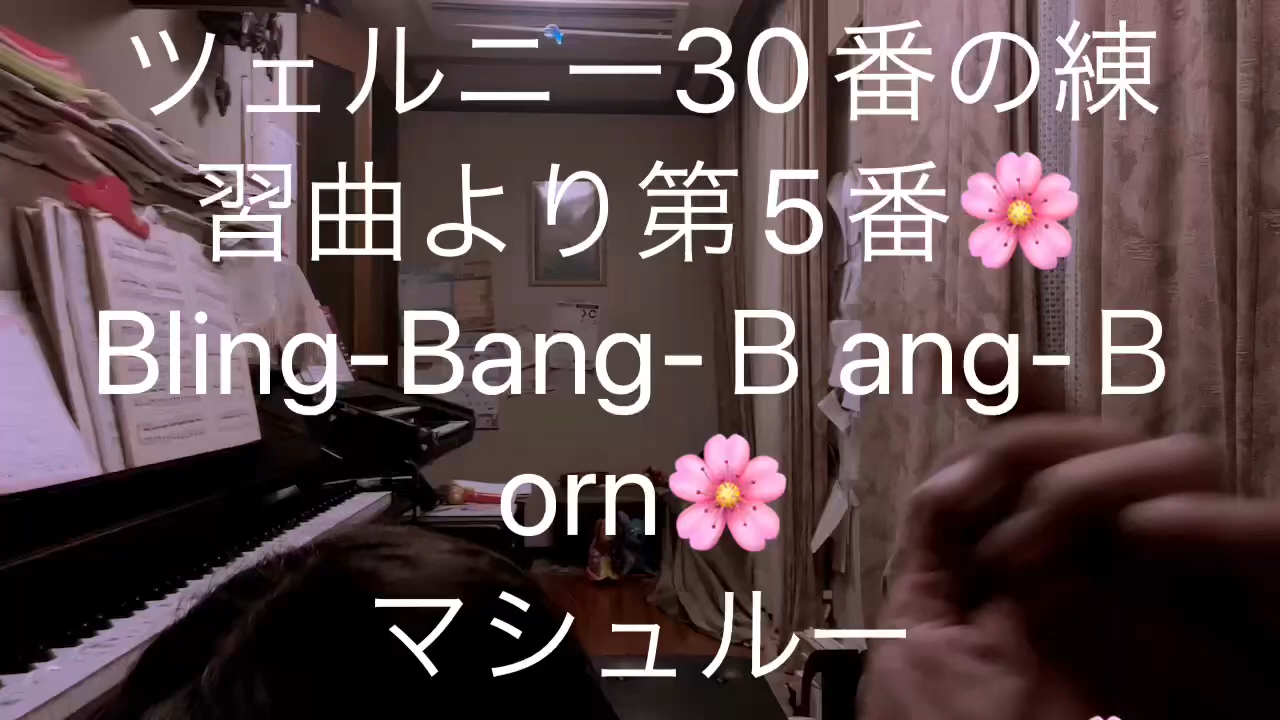 ツェルニー30番の練
習曲より第5番🌸
Bling-Bang-Ｂang-Ｂ
orn🌸
マシュルー